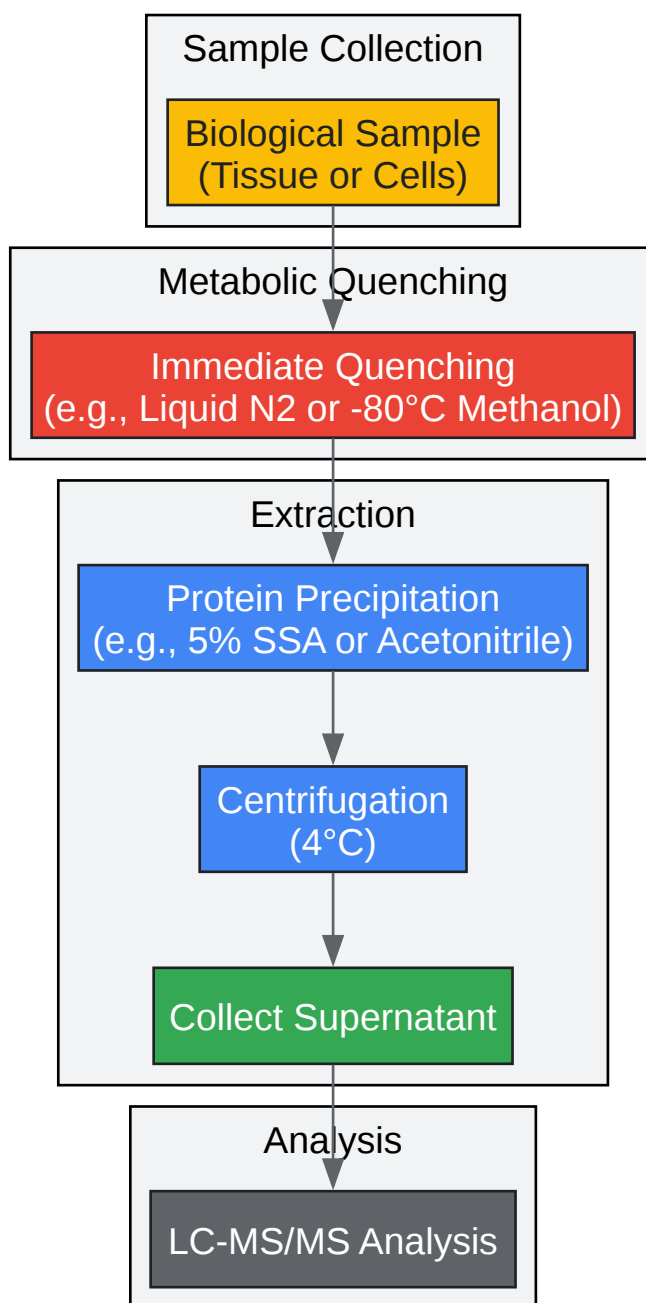 Sample Collection
Biological Sample
(Tissue or Cells)
Metabolic Quenching
Immediate Quenching
(e.g., Liquid N2 or -80°C Methanol)
Extraction
Protein Precipitation
(e.g., 5% SSA or Acetonitrile)
Centrifugation
(4°C)
Collect Supernatant
Analysis
LC-MS/MS Analysis